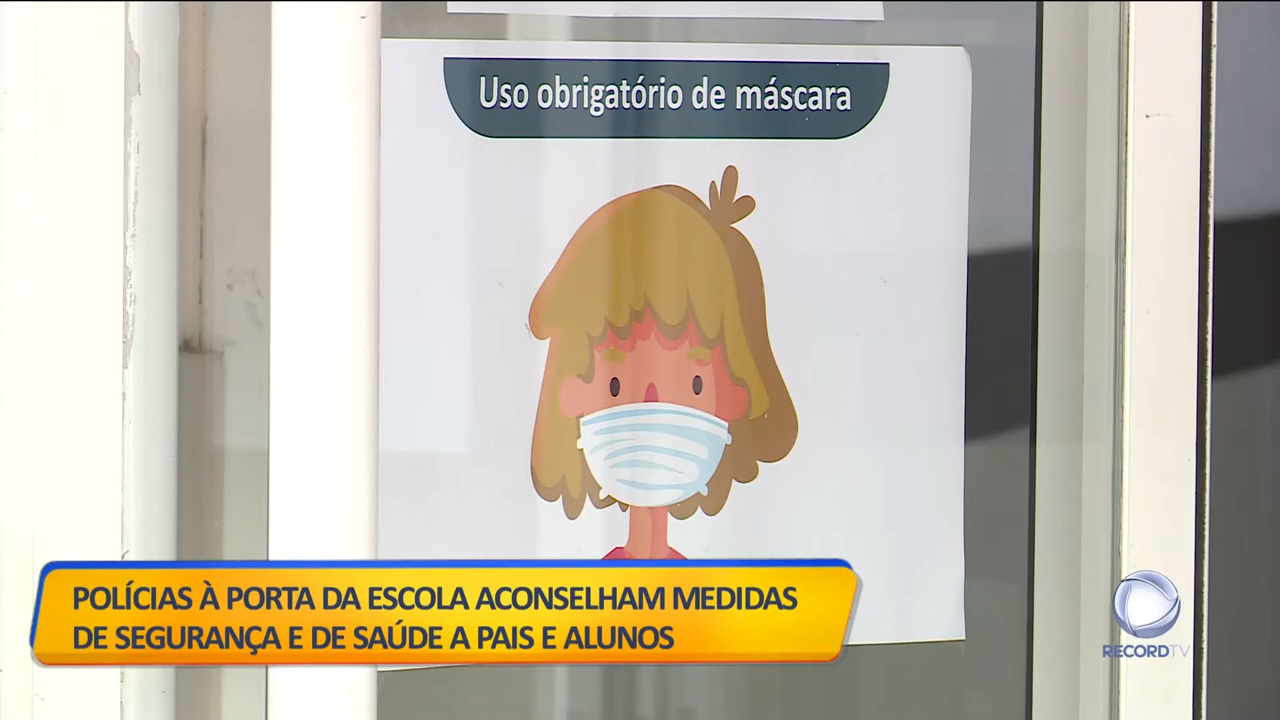 Uso obrigatório de máscara
POLÍCIAS À PORTA DA ESCOLA ACONSELHAM MEDIDAS
DE SEGURANÇA E DE SAÚDE A PAIS E ALUNOS
RECORDTV